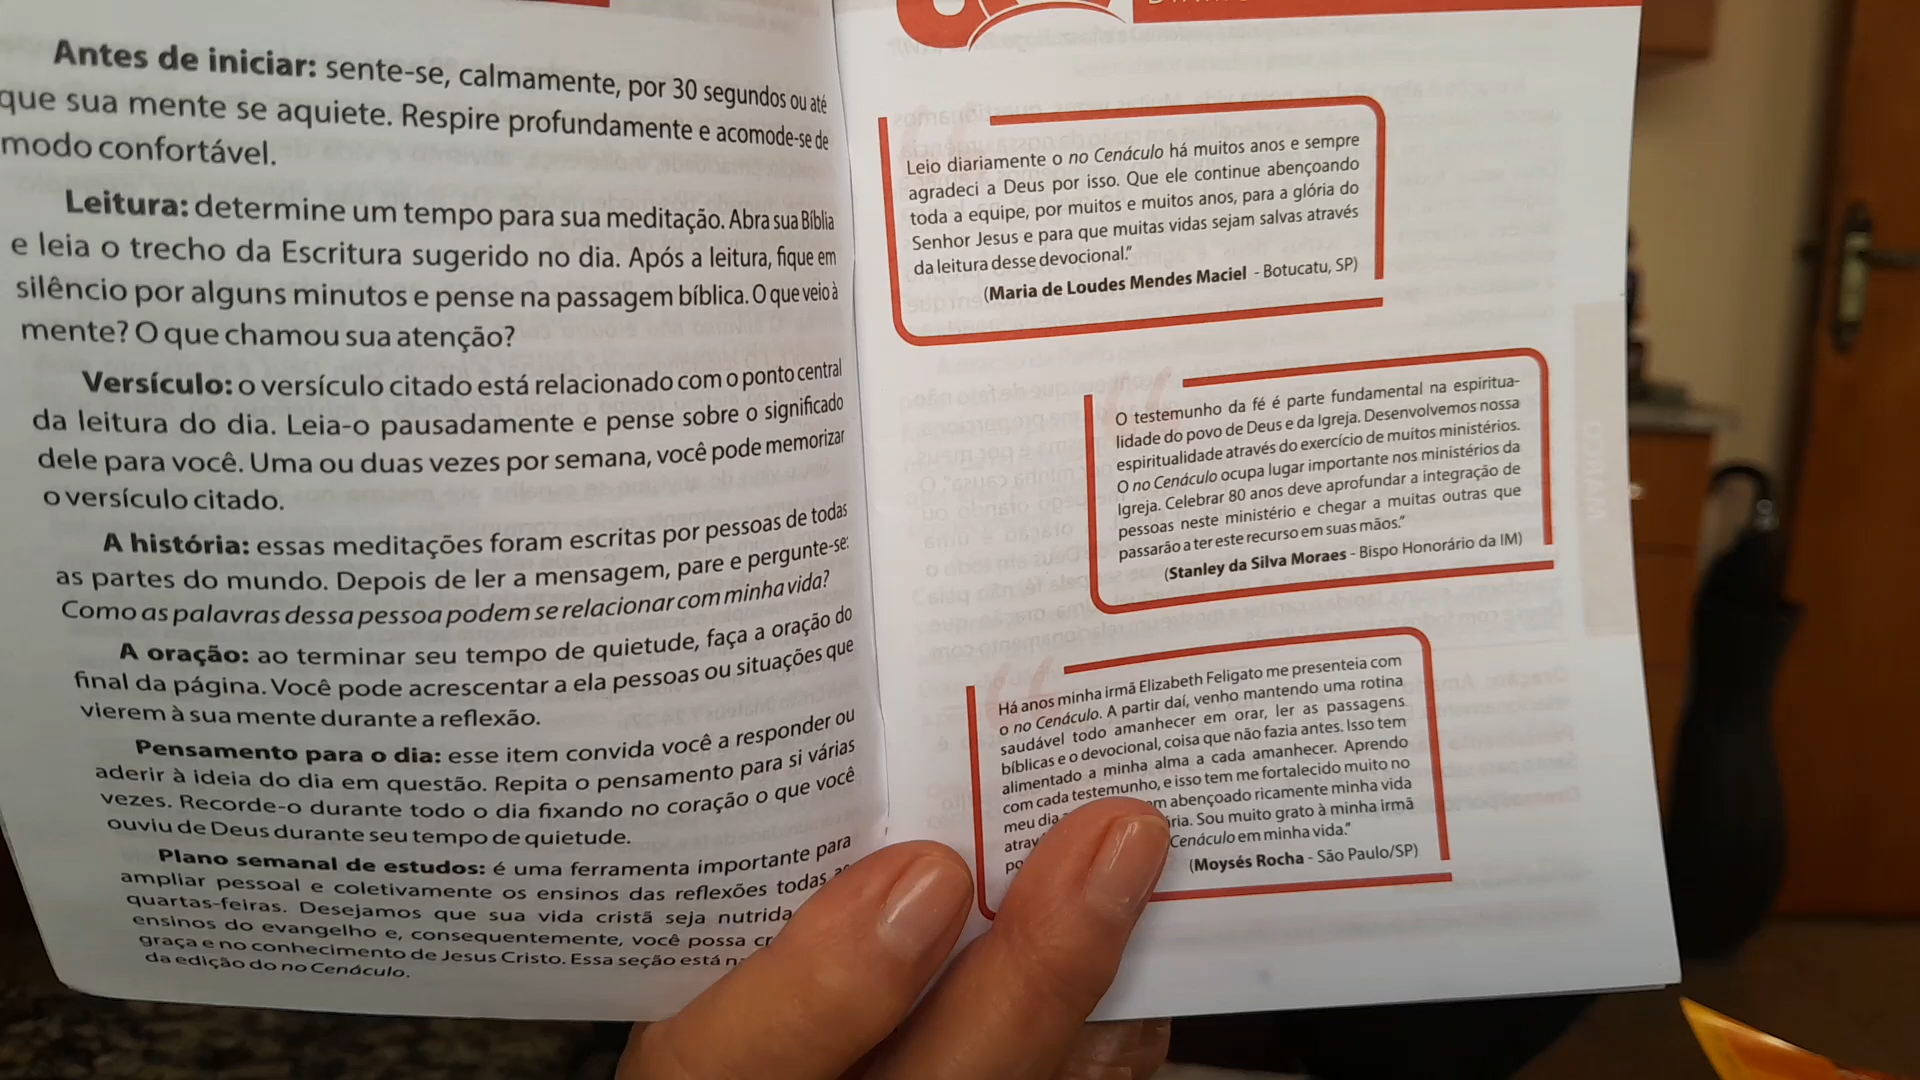 Antes de iniciar: sente-se, calmamente, por 30 segundos ou até
que sua mente se aquiete. Respire profundamente e acomode-se de
modo confortável.
Leitura: determine um tempo para sua meditação. Abra sua Bíblia
e leia o trecho da Escritura sugerido no dia. Após a leitura, fique em
silêncio por alguns minutos e pense na passagem bíblica. O que veio à
mente? O que chamou sua atenção?
Versículo: o versículo citado está relacionado com o ponto central
da leitura do dia. Leia-o pausadamente e pense sobre o significado
dele para você. Uma ou duas vezes por semana, você pode memorizar
o versículo citado.
A história: essas meditações foram escritas por pessoas de todas
as partes do mundo. Depois de ler a mensagem, pare e pergunte-se:
Como as palavras dessa pessoa podem se relacionar com minha vida?
A oração: ao terminar seu tempo de quietude, faça a oração do
final da página. Você pode acrescentar a ela pessoas ou situações que
vierem à sua mente durante a reflexão.
Pensamento para o dia: esse item convida você a responder ou
aderir à ideia do dia em questão. Repita o pensamento para si várias
vezes. Recorde-o durante todo o dia fixando no coração o que você
ouviu de Deus durante seu tempo de quietude.
Plano semanal de estudos: é uma ferramenta importante para
ampliar pessoal e coletivamente os ensinos das reflexões todas
quartas-feiras. Desejamos que sua vida cristã seja nutrida
ensinos do evangelho e, consequentemente, você possa
graça e no conhecimento de Jesus Cristo. Essa seção está
da edição do no Cenáculo.
Leio diariamente o no Cenáculo há muitos anos e sempre
agradeci a Deus por isso. Que ele continue abençoando
toda a equipe, por muitos e muitos anos, para a glória do
Senhor Jesus e para que muitas vidas sejam salvas através
da leitura desse devocional."
(Maria de Loudes Mendes Maciel - Botucatu, SP)
O testemunho da fé é parte fundamental na espiritua-
lidade do povo de Deus e da Igreja. Desenvolvemos nossa
espiritualidade através do exercício de muitos ministérios.
O no Cenáculo ocupa lugar importante nos ministérios da
Igreja. Celebrar 80 anos deve aprofundar a integração de
pessoas neste ministério e chegar a muitas outras que
passarão a ter este recurso em suas mãos."
(Stanley da Silva Moraes - Bispo Honorário da IM)
Há anos minha irmã Elizabeth Feligato me presenteia com
o no Cenáculo. A partir daí, venho mantendo uma rotina
saudável todo amanhecer em orar, ler as passagens
bíblicas e o devocional, coisa que não fazia antes. Isso tem
alimentado a minha alma a cada amanhecer. Aprendo
com cada testemunho, e isso tem me fortalecido muito no
meu dia abençoado ricamente minha vida
Sou muito grato à minha irmã
Cenáculo em minha vida."
(Moysés Rocha - São Paulo/SP)